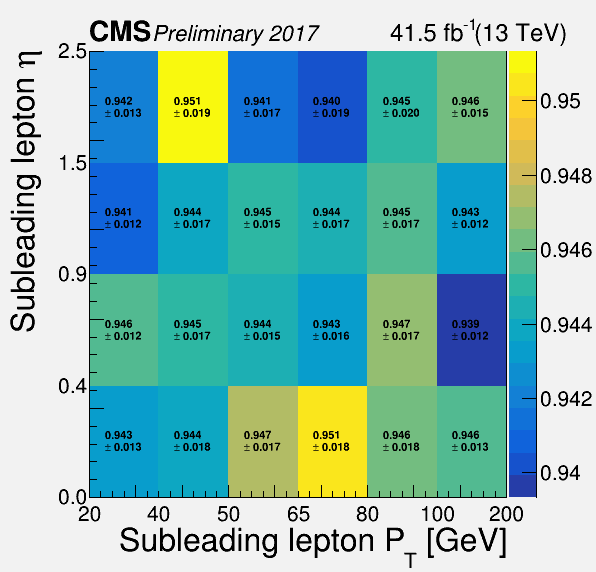 CMS Preliminary 2017 41.5 fb⁻¹(13 TeV)
Subleading lepton η
2.5
1.5
0.9
0.4
0.0
0.942 0.951 0.941 0.940 0.945 0.946
± 0.013 ± 0.019 ± 0.017 ± 0.019 ± 0.020 ± 0.015
0.941 0.944 0.945 0.944 0.945 0.943
± 0.012 ± 0.017 ± 0.015 ± 0.017 ± 0.017 ± 0.012
0.946 0.945 0.944 0.943 0.947 0.939
± 0.012 ± 0.017 ± 0.015 ± 0.016 ± 0.017 ± 0.012
0.943 0.944 0.947 0.951 0.946 0.946
± 0.013 ± 0.018 ± 0.017 ± 0.018 ± 0.018 ± 0.013
20 40 50 65 80 100 200
Subleading lepton P_T [GeV]
0.95
0.948
0.946
0.944
0.942
0.94